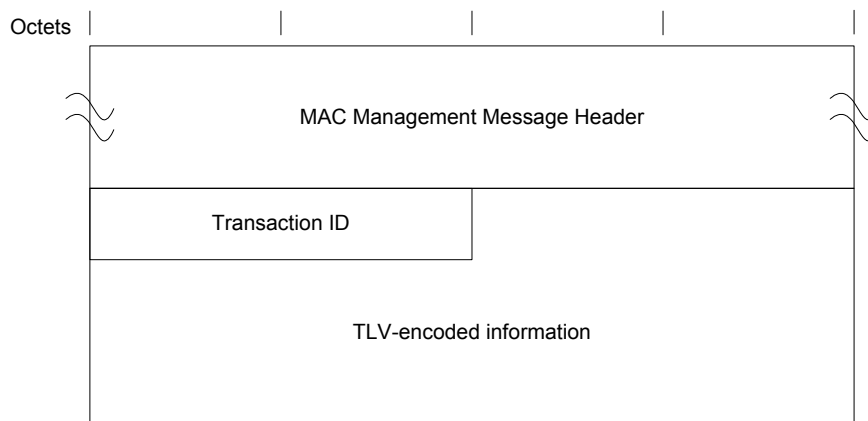 Octets
MAC Management Message Header
Transaction ID
TLV-encoded information